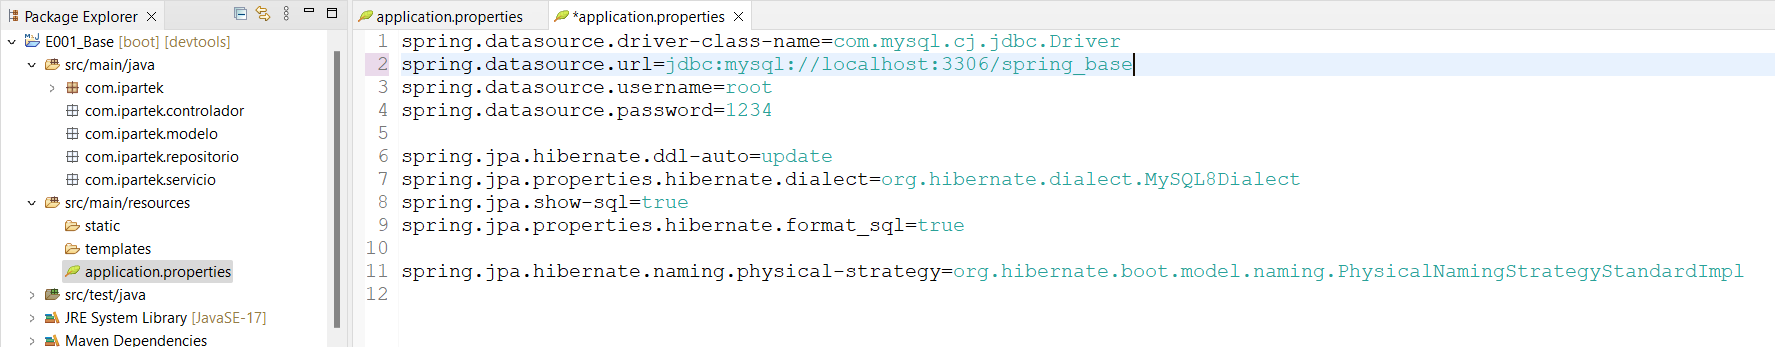 Package Explorer
E001_Base [boot] [devtools]
src/main/java
com.ipartek
com.ipartek.controlador
com.ipartek.modelo
com.ipartek.repositorio
com.ipartek.servicio
src/main/resources
static
templates
application.properties
src/test/java
JRE System Library [JavaSE-17]
Maven Dependencies
application.properties
*application.properties
1 spring.datasource.driver-class-name=com.mysql.cj.jdbc.Driver
2 spring.datasource.url=jdbc:mysql://localhost:3306/spring_base
3 spring.datasource.username=root
4 spring.datasource.password=1234
5
6 spring.jpa.hibernate.ddl-auto=update
7 spring.jpa.properties.hibernate.dialect=org.hibernate.dialect.MySQL8Dialect
8 spring.jpa.show-sql=true
9 spring.jpa.properties.hibernate.format_sql=true
10
11 spring.jpa.hibernate.naming.physical-strategy=org.hibernate.boot.model.naming.PhysicalNamingStrategyStandardImpl
12